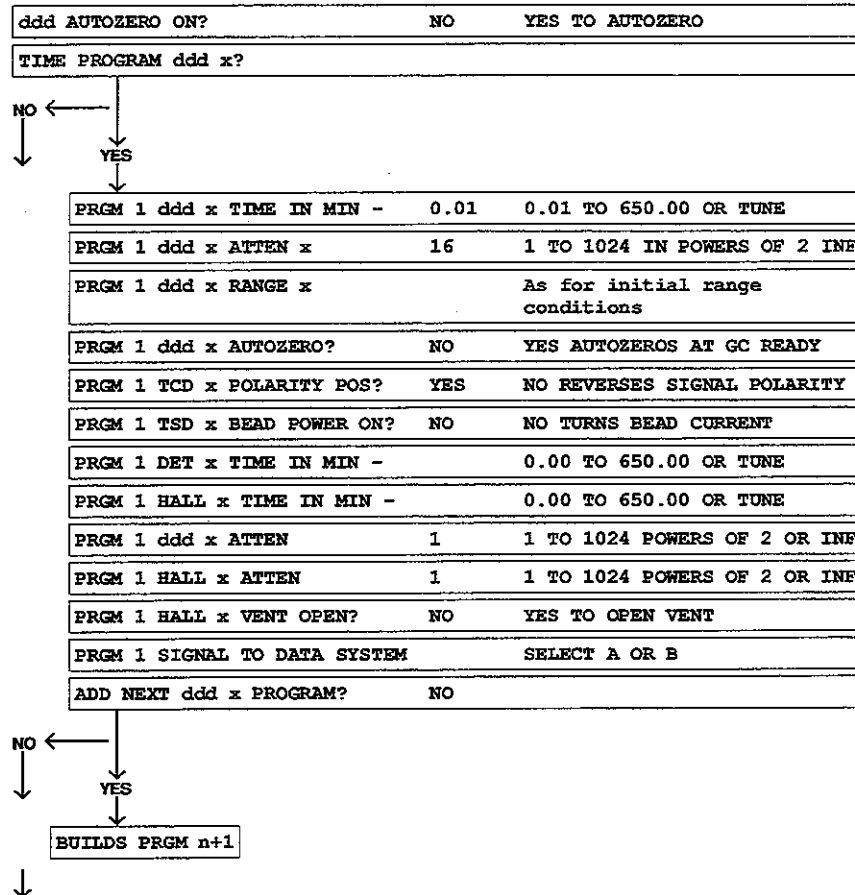 ddd AUTOZERO ON? NO YES TO AUTOZERO
TIME PROGRAM ddd x?
NO
YES
PRGM 1 ddd x TIME IN MIN - 0.01 0.01 TO 650.00 OR TUNE
PRGM 1 ddd x ATTEN x 16 1 TO 1024 IN POWERS OF 2 INF
PRGM 1 ddd x RANGE x As for initial range
conditions
PRGM 1 ddd x AUTOZERO? NO YES AUTOZEROS AT GC READY
PRGM 1 TCD x POLARITY POS? YES NO REVERSES SIGNAL POLARITY
PRGM 1 TSD x BEAD POWER ON? NO NO TURNS BEAD CURRENT
PRGM 1 DET x TIME IN MIN - 0.00 TO 650.00 OR TUNE
PRGM 1 HALL x TIME IN MIN - 0.00 TO 650.00 OR TUNE
PRGM 1 ddd x ATTEN 1 1 TO 1024 POWERS OF 2 OR INF
PRGM 1 HALL x ATTEN 1 1 TO 1024 POWERS OF 2 OR INF
PRGM 1 HALL x VENT OPEN? NO YES TO OPEN VENT
PRGM 1 SIGNAL TO DATA SYSTEM SELECT A OR B
ADD NEXT ddd x PROGRAM? NO
NO
YES
BUILDS PRGM n+1